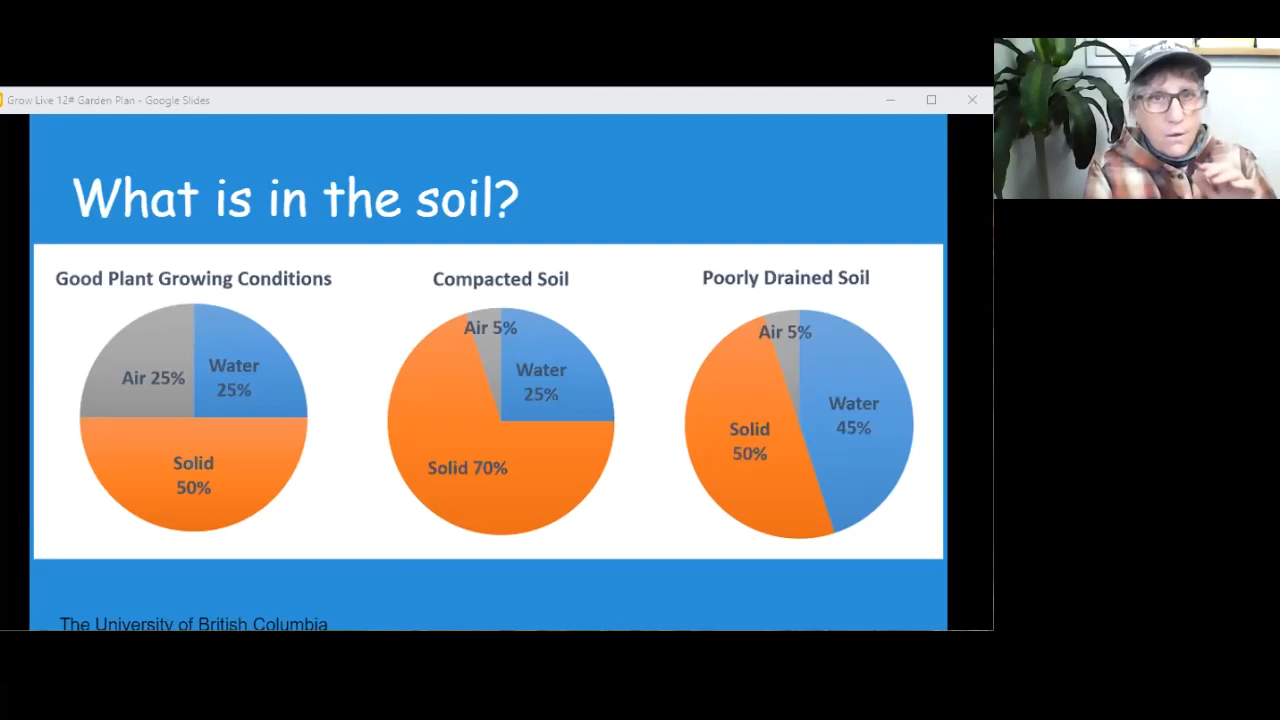 Grow Live 12# Garden Plan - Google Slides
What is in the soil?
Good Plant Growing Conditions
Air 25%
Water
25%
Solid
50%
Compacted Soil
Air 5%
Water
25%
Solid 70%
Poorly Drained Soil
Air 5%
Water
45%
Solid
50%
The University of British Columbia